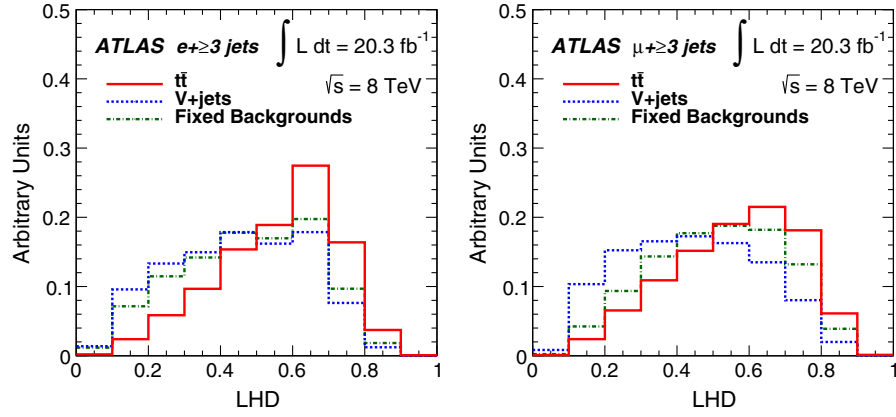 ATLAS e+≥3 jets ∫ L dt = 20.3 fb⁻¹
√s = 8 TeV
tt̄
V+jets
Fixed Backgrounds
Arbitrary Units
0.5
0.4
0.3
0.2
0.1
0
0 0.2 0.4 0.6 0.8 1
LHD
ATLAS μ+≥3 jets ∫ L dt = 20.3 fb⁻¹
√s = 8 TeV
tt̄
V+jets
Fixed Backgrounds
Arbitrary Units
0.5
0.4
0.3
0.2
0.1
0
0 0.2 0.4 0.6 0.8 1
LHD